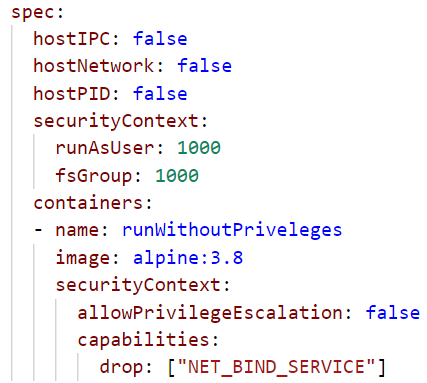 spec:
  hostIPC: false
  hostNetwork: false
  hostPID: false
  securityContext:
    runAsUser: 1000
    fsGroup: 1000
  containers:
  - name: runWithoutPriveleges
    image: alpine:3.8
    securityContext:
      allowPrivilegeEscalation: false
      capabilities:
        drop: ["NET_BIND_SERVICE"]